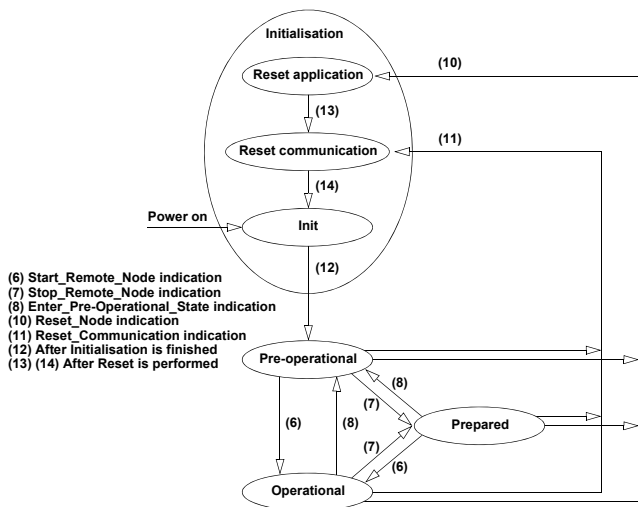 Initialisation
Reset application
(10)
(13)
(11)
Reset communication
(14)
Power on
Init
(12)
(6) Start_Remote_Node indication
(7) Stop_Remote_Node indication
(8) Enter_Pre-Operational_State indication
(10) Reset_Node indication
(11) Reset_Communication indication
(12) After Initialisation is finished
(13) (14) After Reset is performed
Pre-operational
(8)
(7)
(6)
(8)
Prepared
(7)
(6)
Operational